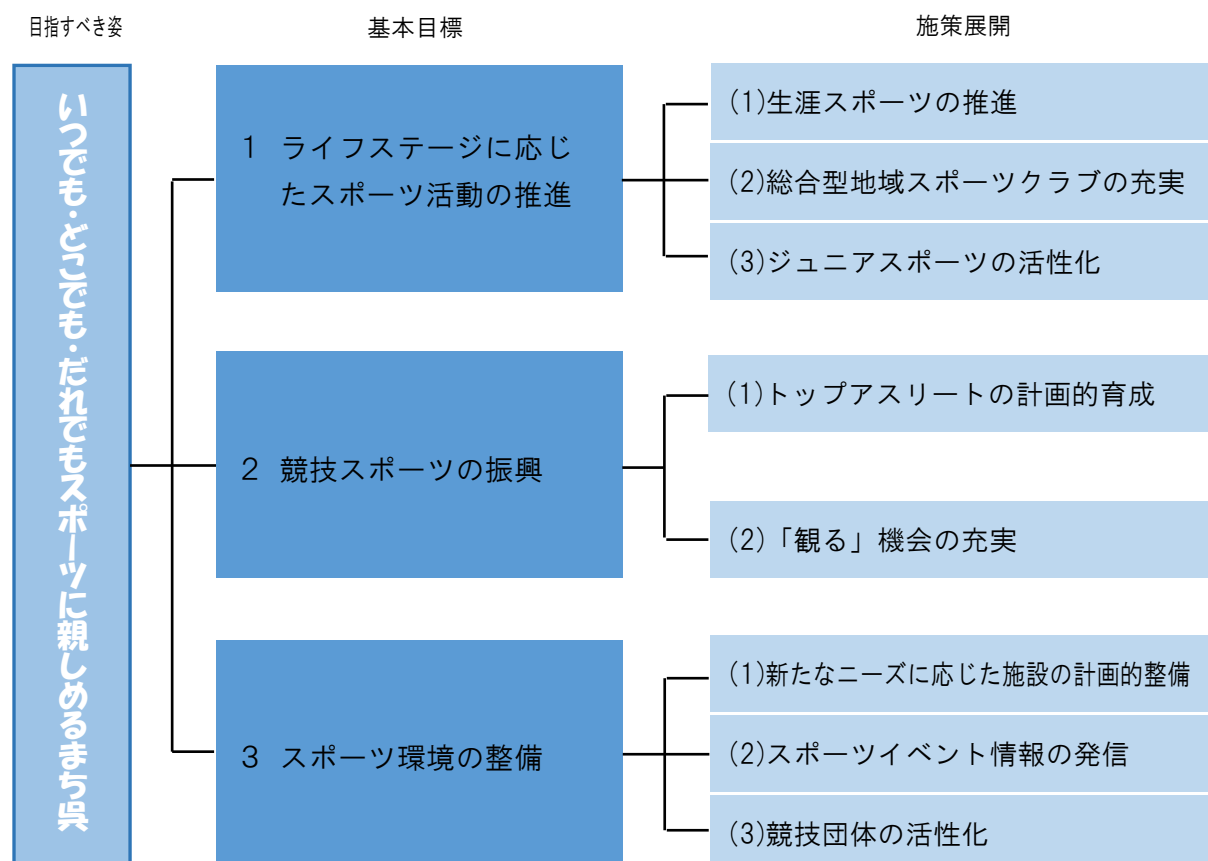 目指すべき姿
基本目標
施策展開
いつでも・どこでも・だれでもスポーツに親しめるまち呉
1 ライフステージに応じ
たスポーツ活動の推進
(1)生涯スポーツの推進
(2)総合型地域スポーツクラブの充実
(3)ジュニアスポーツの活性化
2 競技スポーツの振興
(1)トップアスリートの計画的育成
(2)「観る」機会の充実
3 スポーツ環境の整備
(1)新たなニーズに応じた施設の計画的整備
(2)スポーツイベント情報の発信
(3)競技団体の活性化